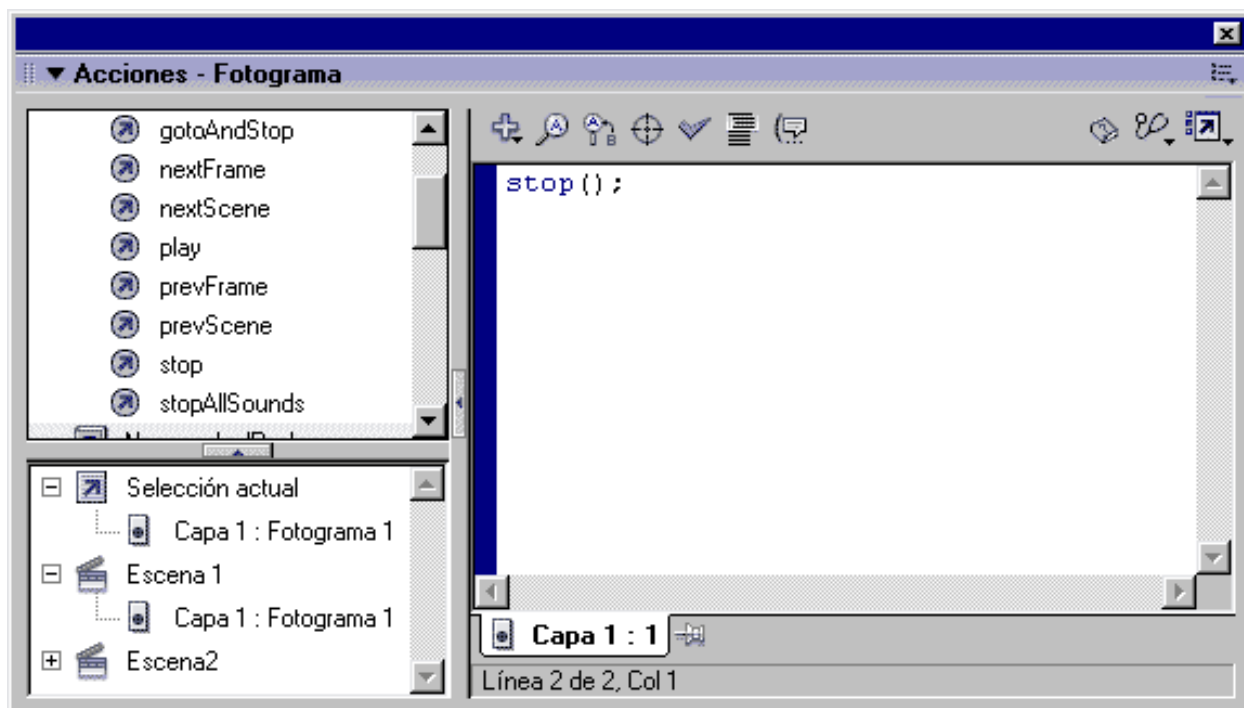 Acciones - Fotograma
gotoAndStop
nextFrame
nextScene
play
prevFrame
prevScene
stop
stopAllSounds
Selección actual
Capa 1 : Fotograma 1
Escena 1
Capa 1 : Fotograma 1
Escena2
stop();
Capa 1 : 1
Línea 2 de 2, Col 1